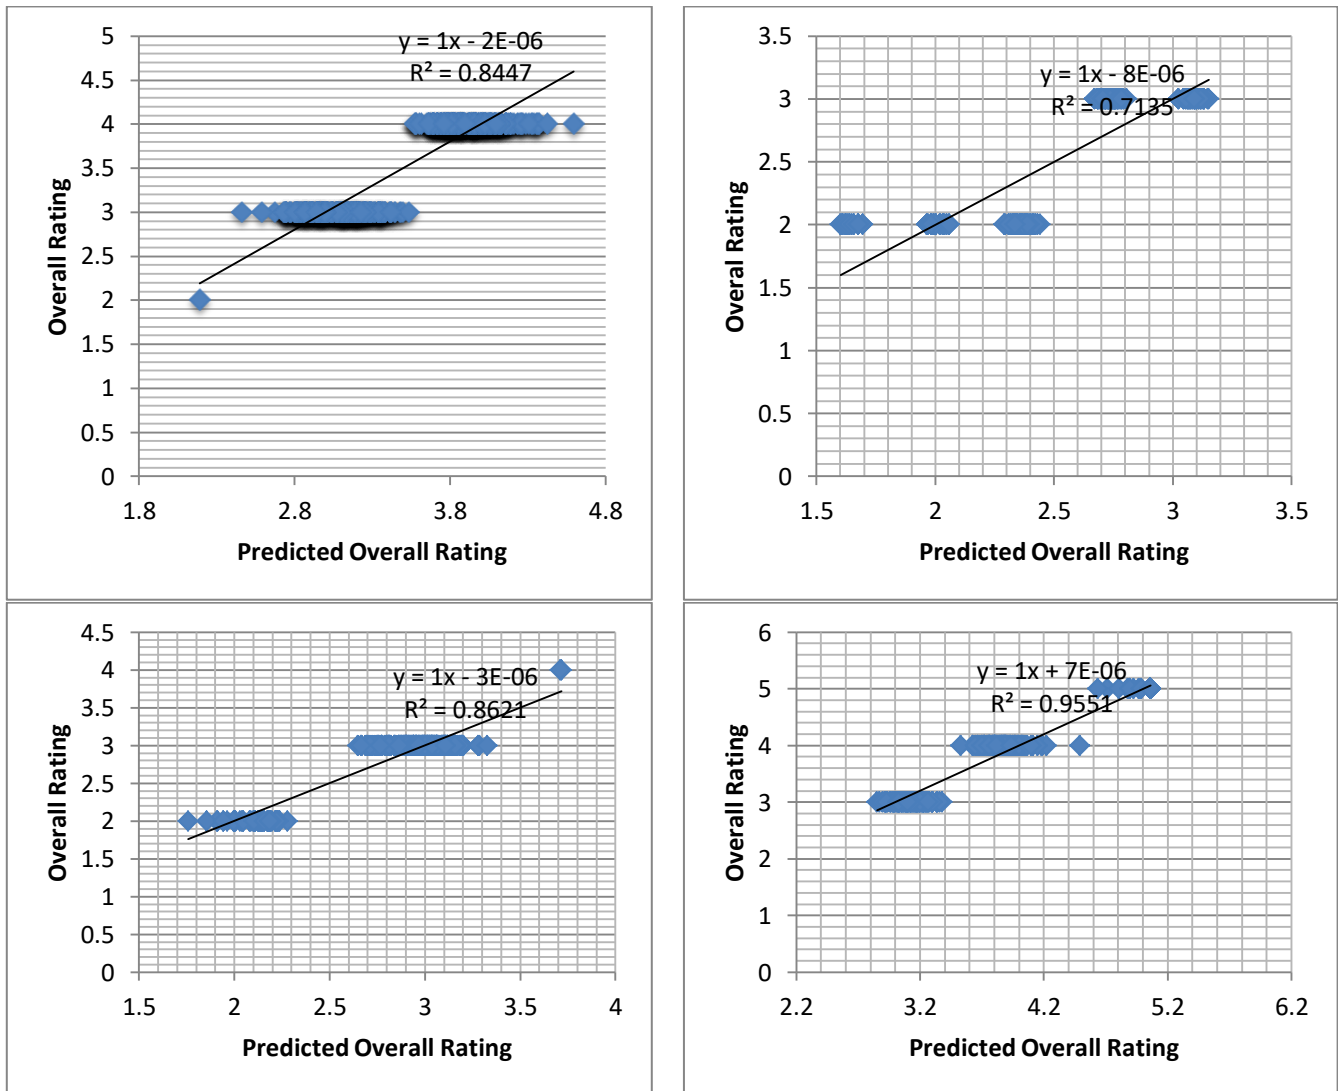 5
4.5
4
3.5
3
2.5
2
1.5
1
0.5
0
y = 1x - 2E-06
R² = 0.8447
Overall Rating
1.8 2.8 3.8 4.8
Predicted Overall Rating
3.5
3
2.5
2
1.5
1
0.5
0
y = 1x - 8E-06
R² = 0.7135
Overal Rating
1.5 2 2.5 3 3.5
Predicted Overall Rating
4.5
4
3.5
3
2.5
2
1.5
1
0.5
0
y = 1x - 3E-06
R² = 0.8621
Overall Rating
1.5 2 2.5 3 3.5 4
Predicted Overall Rating
6
5
4
3
2
1
0
y = 1x + 7E-06
R² = 0.9551
Overall Rating
2.2 3.2 4.2 5.2 6.2
Predicted Overall Rating